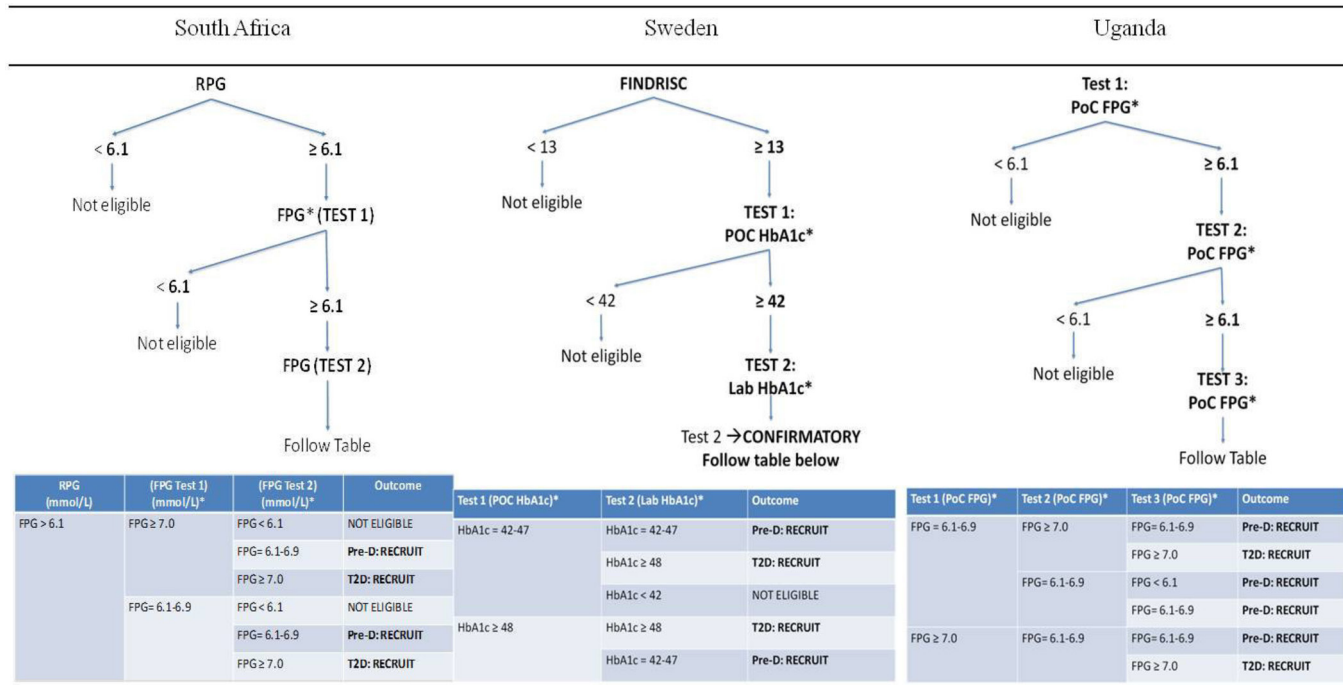 South Africa
Sweden
Uganda
RPG
< 6.1
≥ 6.1
Not eligible
FPG* (TEST 1)
< 6.1
≥ 6.1
Not eligible
FPG (TEST 2)
Follow Table
RPG (mmol/L) (FPG Test 1) (mmol/L)* (FPG Test 2) (mmol/L)* Outcome
FPG > 6.1 FPG ≥ 7.0 FPG < 6.1 NOT ELIGIBLE
FPG= 6.1-6.9 Pre-D: RECRUIT
FPG ≥ 7.0 T2D: RECRUIT
FPG= 6.1-6.9 FPG < 6.1 NOT ELIGIBLE
FPG= 6.1-6.9 Pre-D: RECRUIT
FPG ≥ 7.0 T2D: RECRUIT
FINDRISC
< 13
≥ 13
Not eligible
TEST 1:
POC HbA1c*
< 42
≥ 42
Not eligible
TEST 2:
Lab HbA1c*
Test 2 →CONFIRMATORY
Follow table below
Test 1 (POC HbA1c)* Test 2 (Lab HbA1c)* Outcome
HbA1c = 42-47 HbA1c = 42-47 Pre-D: RECRUIT
HbA1c ≥ 48 T2D: RECRUIT
HbA1c < 42 NOT ELIGIBLE
HbA1c ≥ 48 HbA1c ≥ 48 T2D: RECRUIT
HbA1c = 42-47 Pre-D: RECRUIT
Test 1:
PoC FPG*
< 6.1
≥ 6.1
Not eligible
TEST 2:
PoC FPG*
< 6.1
≥ 6.1
Not eligible
TEST 3:
PoC FPG*
Follow Table
Test 1 (PoC FPG)* Test 2 (PoC FPG)* Test 3 (PoC FPG)* Outcome
FPG = 6.1-6.9 FPG ≥ 7.0 FPG= 6.1-6.9 Pre-D: RECRUIT
FPG ≥ 7.0 T2D: RECRUIT
FPG= 6.1-6.9 FPG < 6.1 Pre-D: RECRUIT
FPG= 6.1-6.9 Pre-D: RECRUIT
FPG ≥ 7.0 FPG= 6.1-6.9 FPG= 6.1-6.9 Pre-D: RECRUIT
FPG ≥ 7.0 T2D: RECRUIT